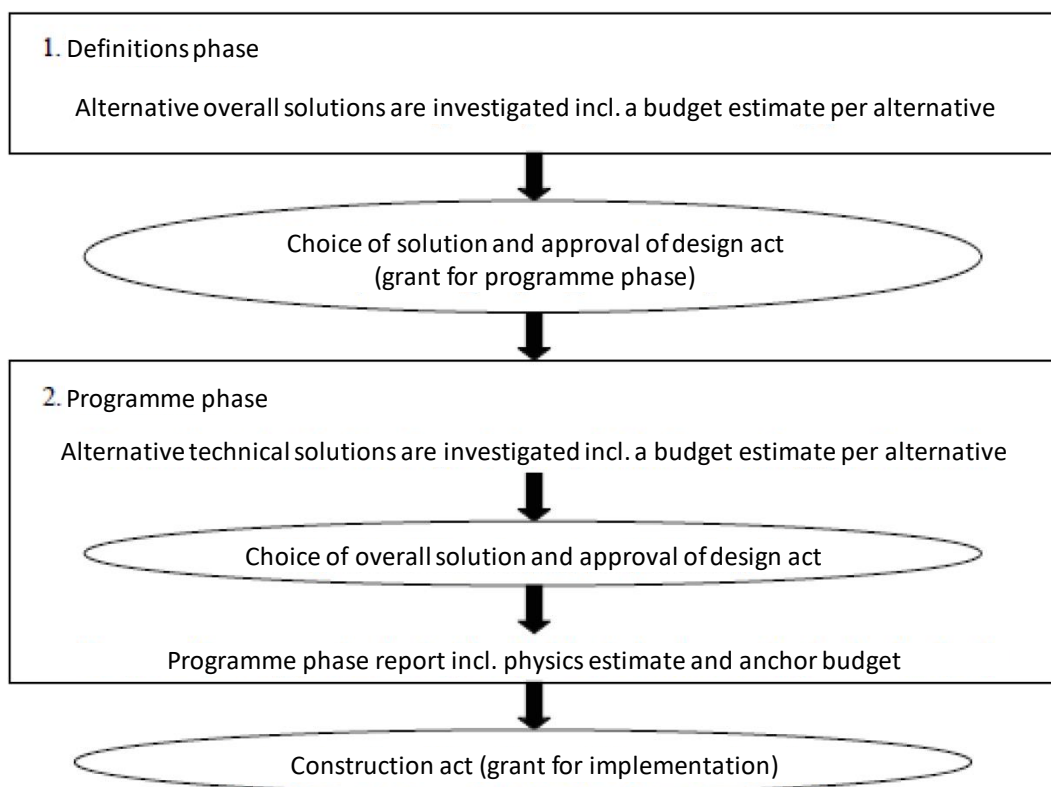 1. Definitions phase
Alternative overall solutions are investigated incl. a budget estimate per alternative
Choice of solution and approval of design act
(grant for programme phase)
2. Programme phase
Alternative technical solutions are investigated incl. a budget estimate per alternative
Choice of overall solution and approval of design act
Programme phase report incl. physics estimate and anchor budget
Construction act (grant for implementation)